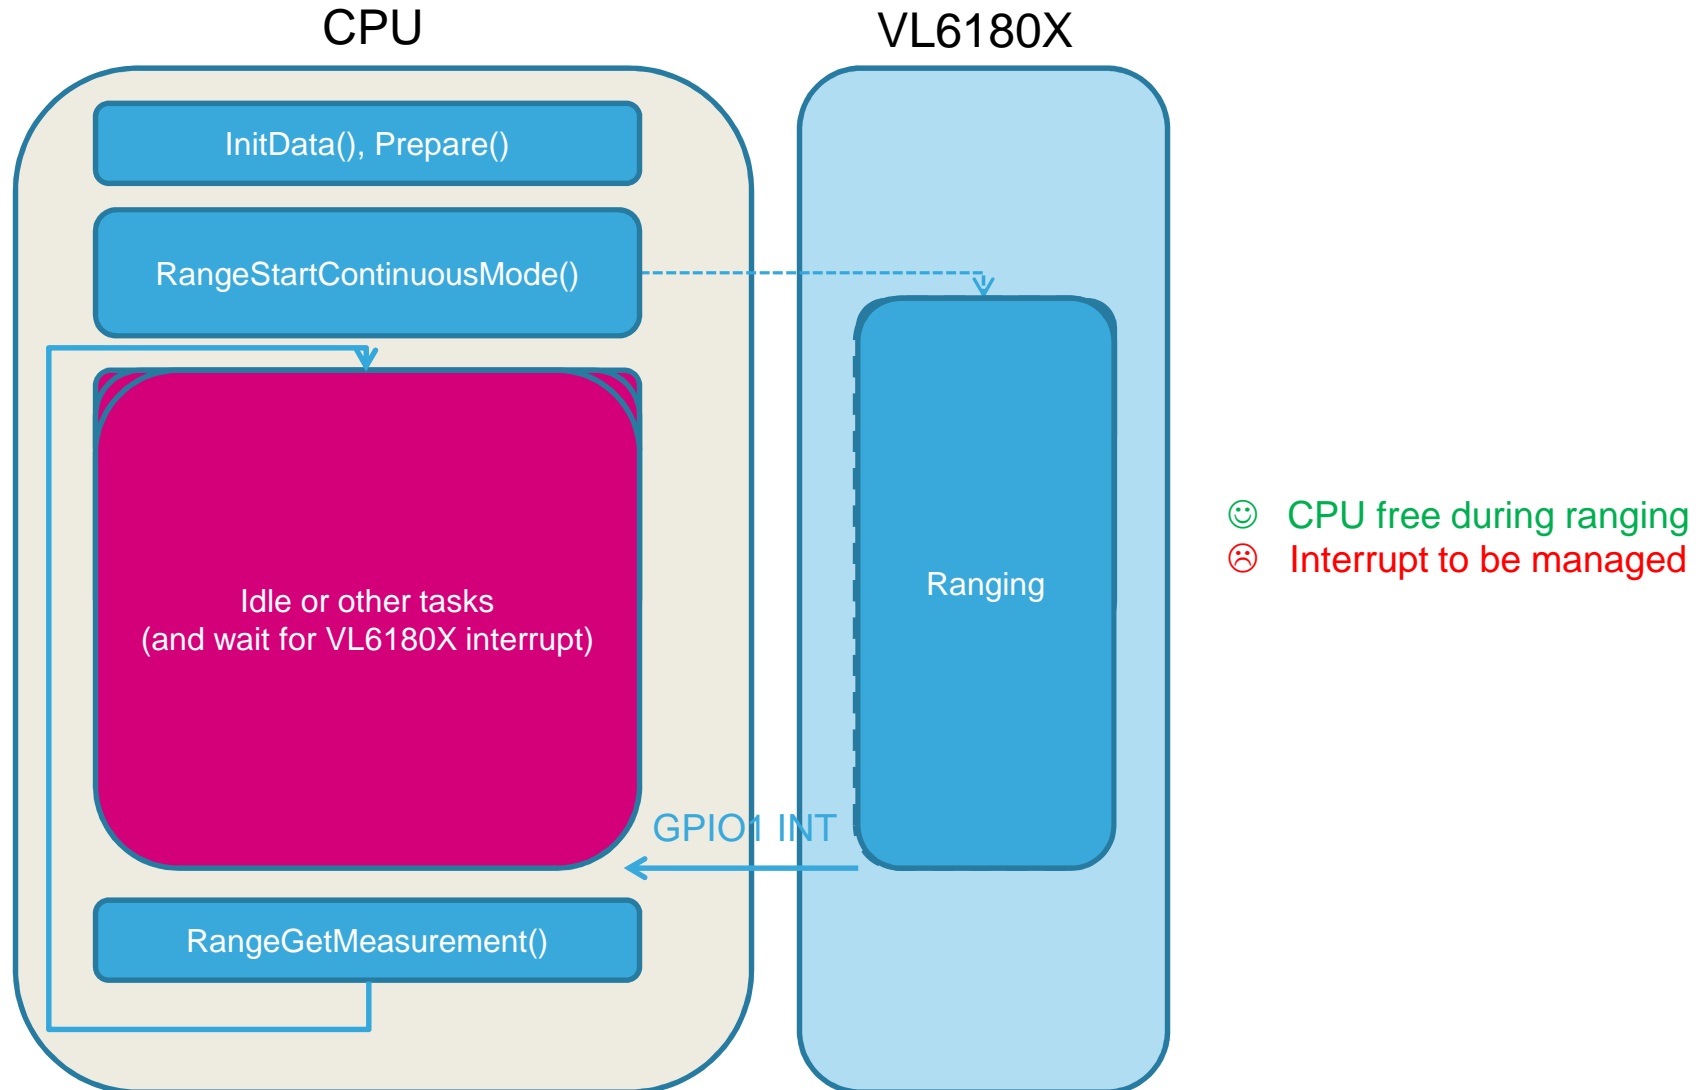 CPU
VL6180X
InitData(), Prepare()
RangeStartContinuousMode()
Idle or other tasks
(and wait for VL6180X interrupt)
Ranging
GPIO1 INT
RangeGetMeasurement()
☺ CPU free during ranging
☹ Interrupt to be managed